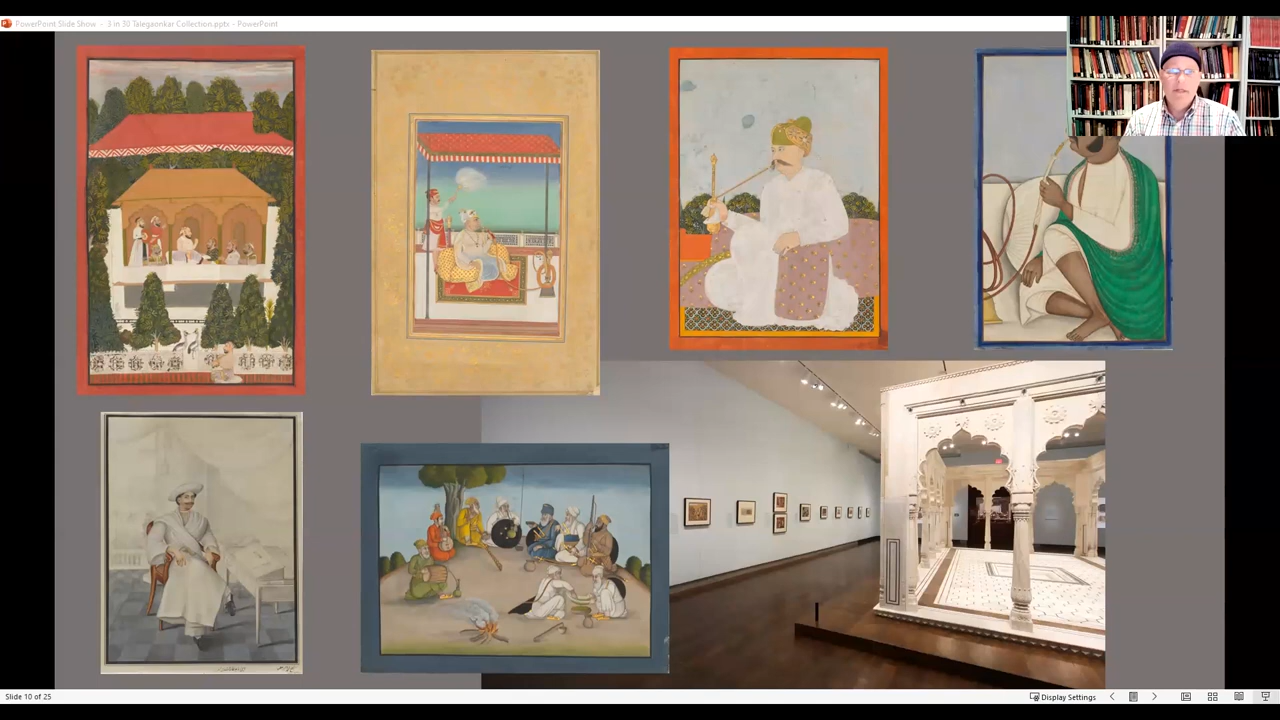 PowerPoint Slide Show - 3 in 30 Talegaonkar Collection.pptx - PowerPoint
Slide 10 of 25
Display Settings